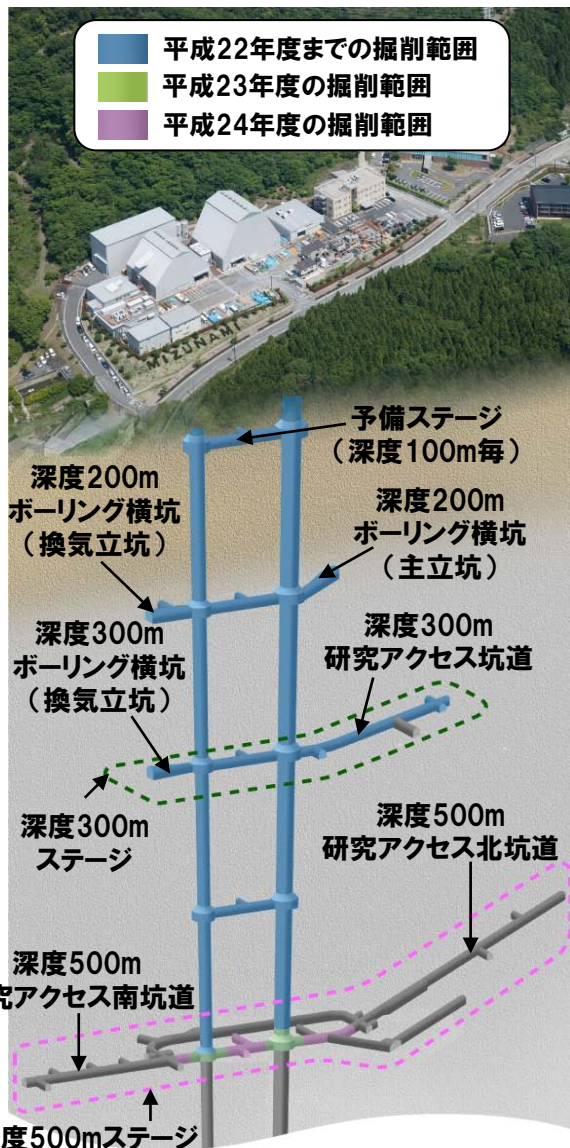 平成22年度までの掘削範囲
平成23年度の掘削範囲
平成24年度の掘削範囲
MIZUNAMI
予備ステージ
（深度100m毎）
深度200m
ボーリング横坑
（換気立坑）
深度200m
ボーリング横坑
（主立坑）
深度300m
ボーリング横坑
（換気立坑）
深度300m
研究アクセス坑道
深度300m
ステージ
深度500m
研究アクセス北坑道
深度500m
究アクセス南坑道
度500mステージ